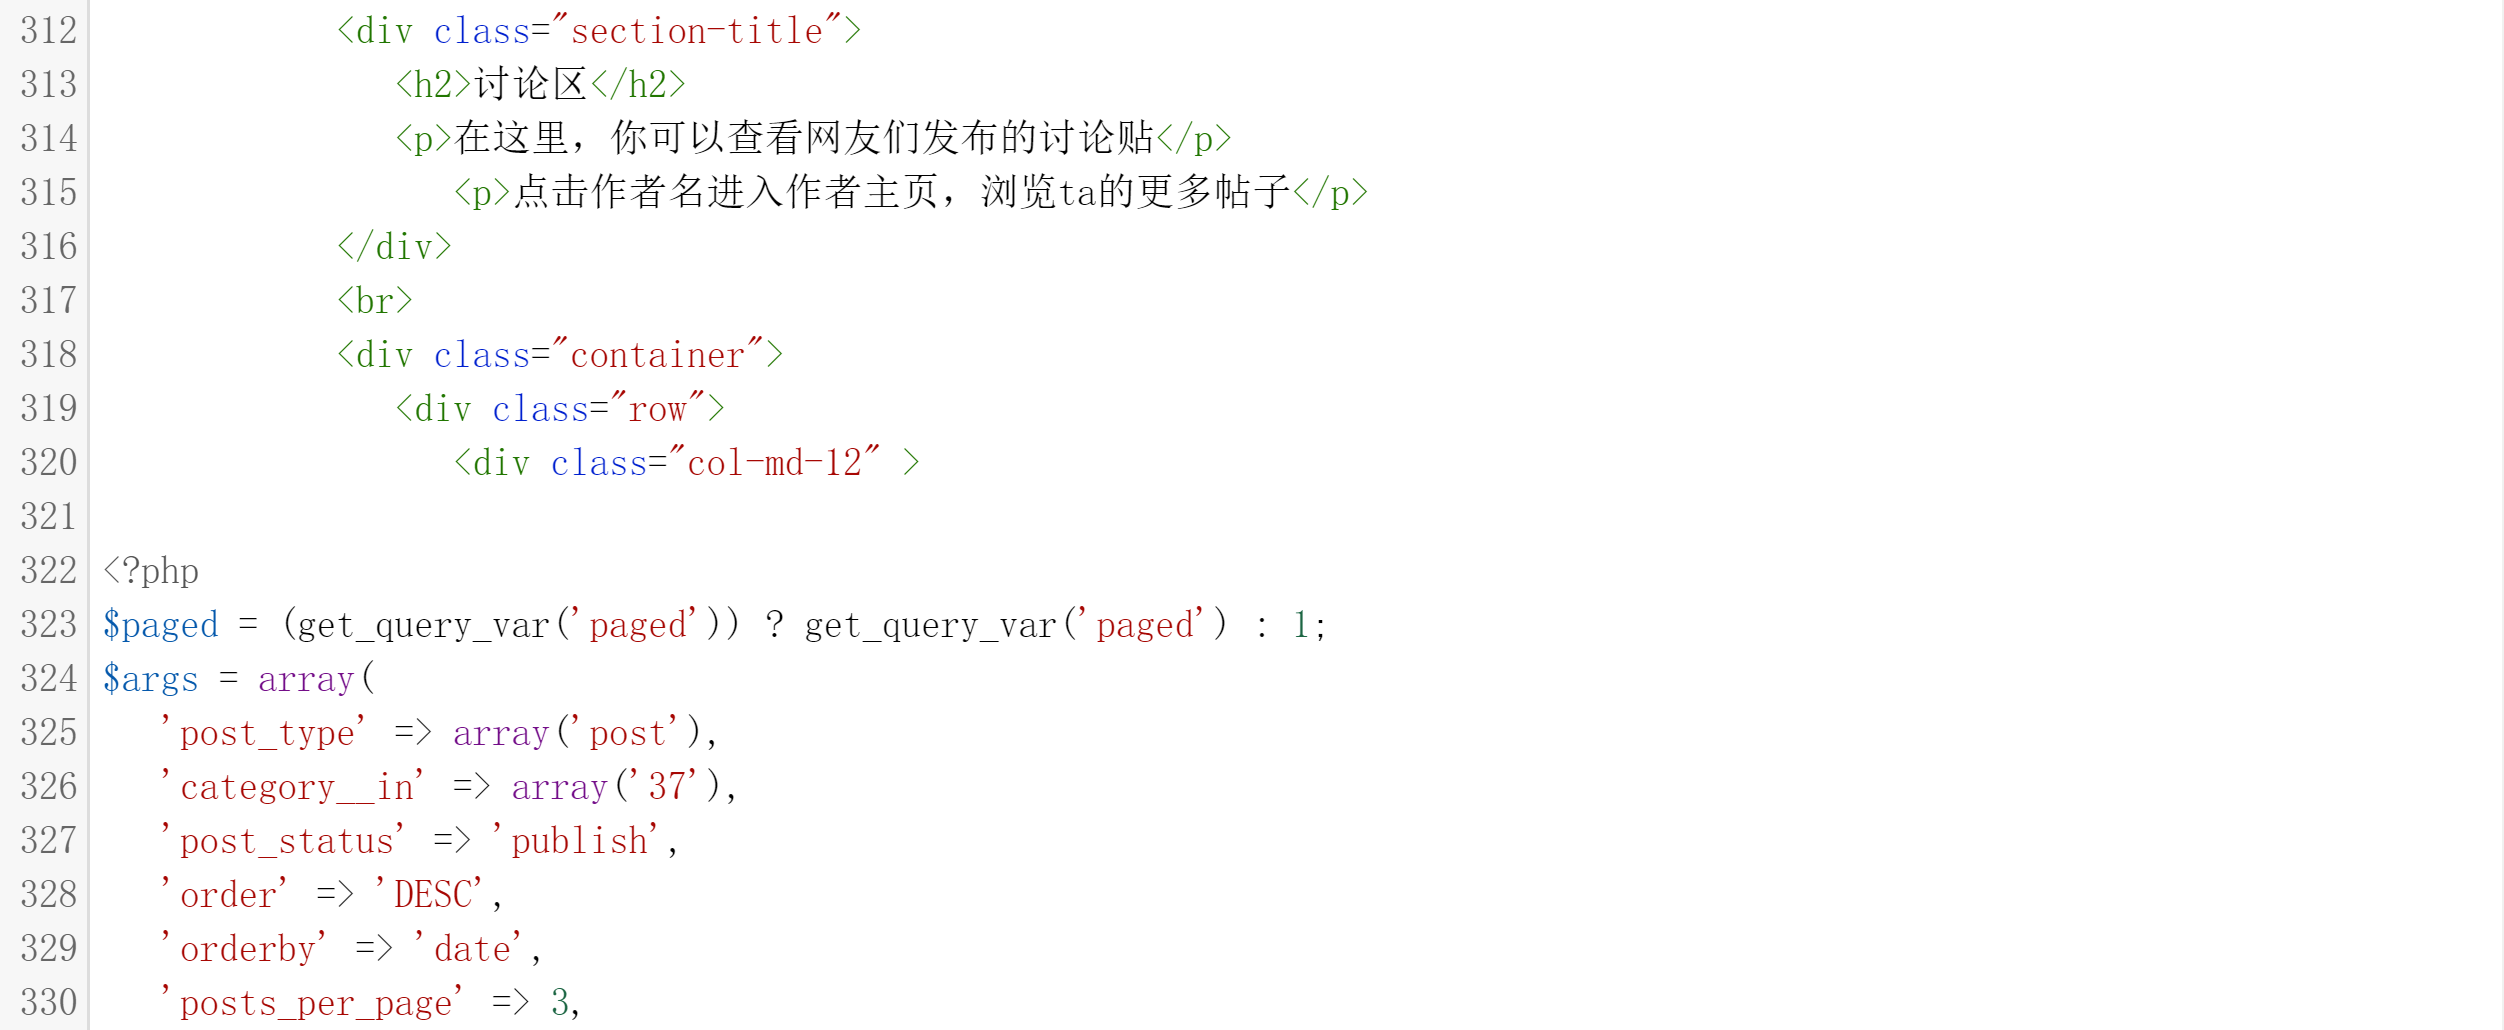 312 <div class="section-title">
313 <h2>讨论区</h2>
314 <p>在这里，你可以查看网友们发布的讨论贴</p>
315 <p>点击作者名进入作者主页，浏览ta的更多帖子</p>
316 </div>
317 <br>
318 <div class="container">
319 <div class="row">
320 <div class="col-md-12" >
321
322 <?php
323 $paged = (get_query_var('paged')) ? get_query_var('paged') : 1;
324 $args = array(
325 'post_type' => array('post'),
326 'category__in' => array('37'),
327 'post_status' => 'publish',
328 'order' => 'DESC',
329 'orderby' => 'date',
330 'posts_per_page' => 3,